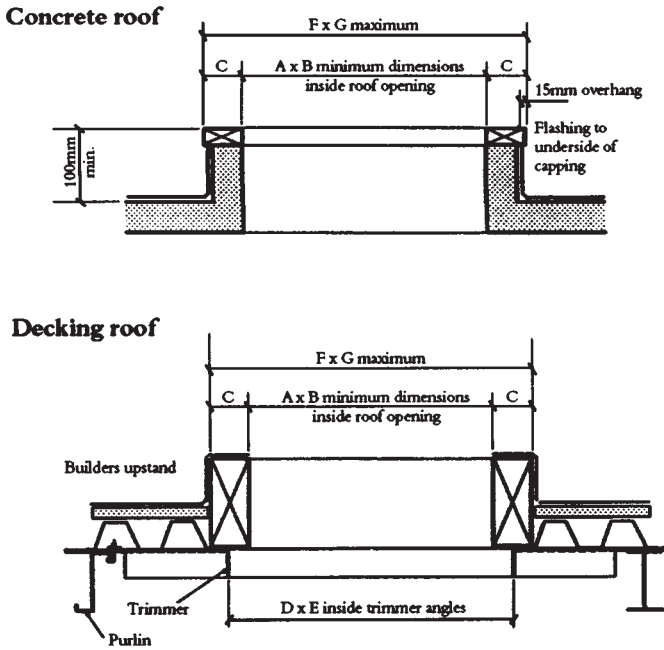 Concrete roof
F x G maximum
C
A x B minimum dimensions
inside roof opening
C
15mm overhang
Flashing to
underside of
capping
100mm
min.
Decking roof
F x G maximum
C
A x B minimum dimensions
inside roof opening
C
Builders upstand
Trimmer
D x E inside trimmer angles
Purlin